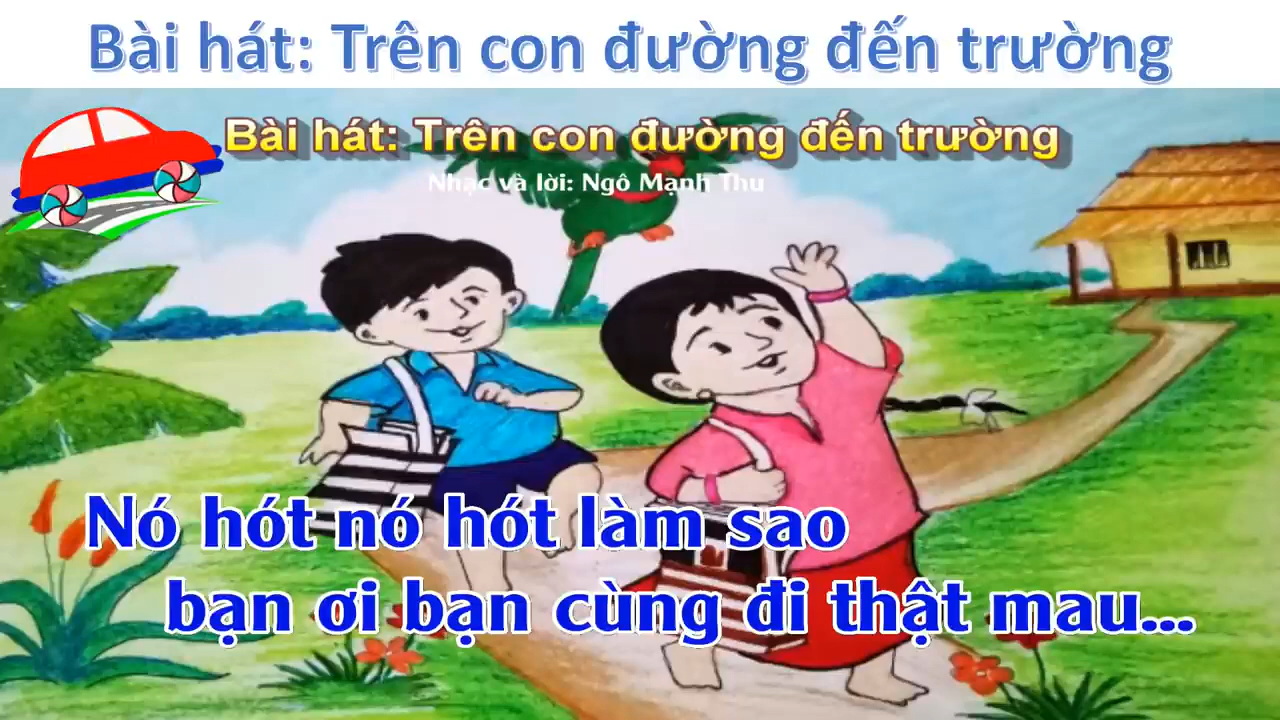 Bài hát: Trên con đường đến trường
Bài hát: Trên con đường đến trường
Nhạc và lời: Ngô Mạnh Thu
Nó hót nó hót làm sao
bạn ơi bạn cùng đi thật mau...